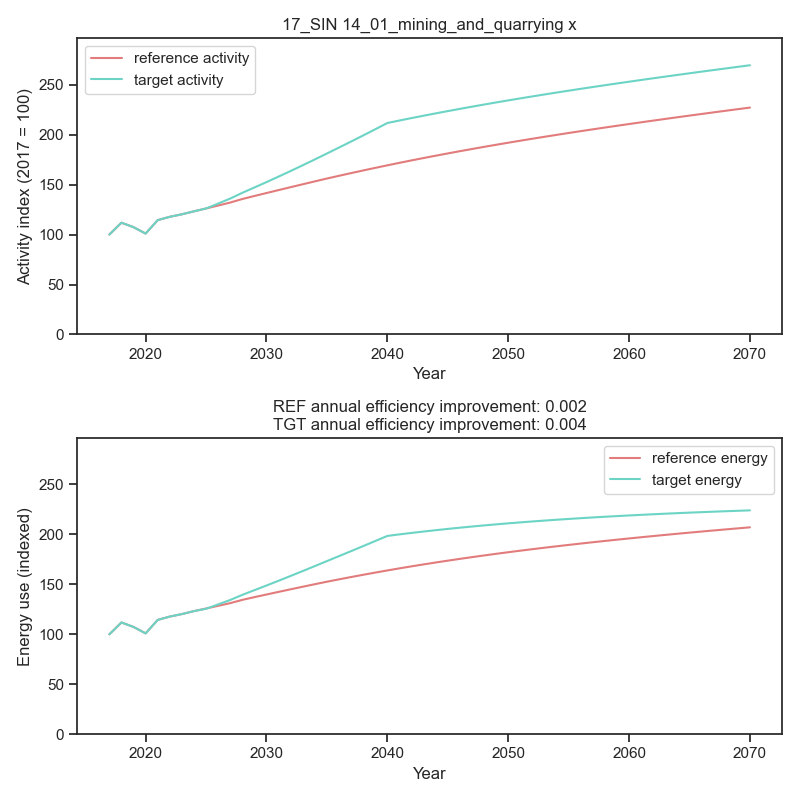 17_SIN 14_01_mining_and_quarrying x
reference activity
target activity
Activity index (2017 = 100)
250
200
150
100
50
0
2020
2030
2040
2050
2060
2070
Year
REF annual efficiency improvement: 0.002
TGT annual efficiency improvement: 0.004
reference energy
target energy
Energy use (indexed)
250
200
150
100
50
0
2020
2030
2040
2050
2060
2070
Year